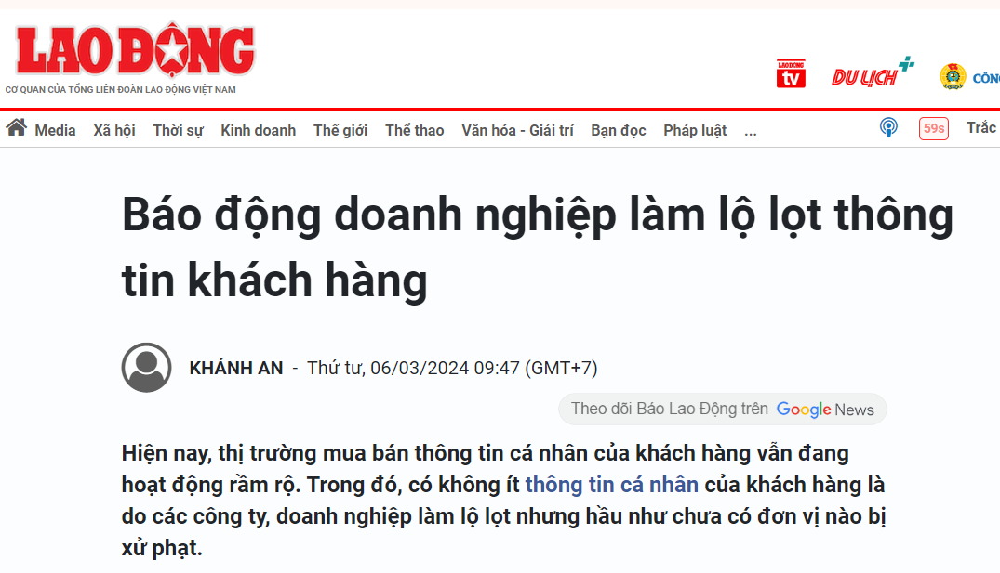 LAO ĐỘNG
CƠ QUAN CỦA TỔNG LIÊN ĐOÀN LAO ĐỘNG VIỆT NAM
LAO ĐỘNG
tv
DU LỊCH+
CÔNG
Media Xã hội Thời sự Kinh doanh Thế giới Thể thao Văn hóa - Giải trí Bạn đọc Pháp luật ... 59s Trắc
Báo động doanh nghiệp làm lộ lọt thông
tin khách hàng
KHÁNH AN - Thứ tư, 06/03/2024 09:47 (GMT+7)
Theo dõi Báo Lao Động trên Google News
Hiện nay, thị trường mua bán thông tin cá nhân của khách hàng vẫn đang
hoạt động rầm rộ. Trong đó, có không ít thông tin cá nhân của khách hàng là
do các công ty, doanh nghiệp làm lộ lọt nhưng hầu như chưa có đơn vị nào bị
xử phạt.